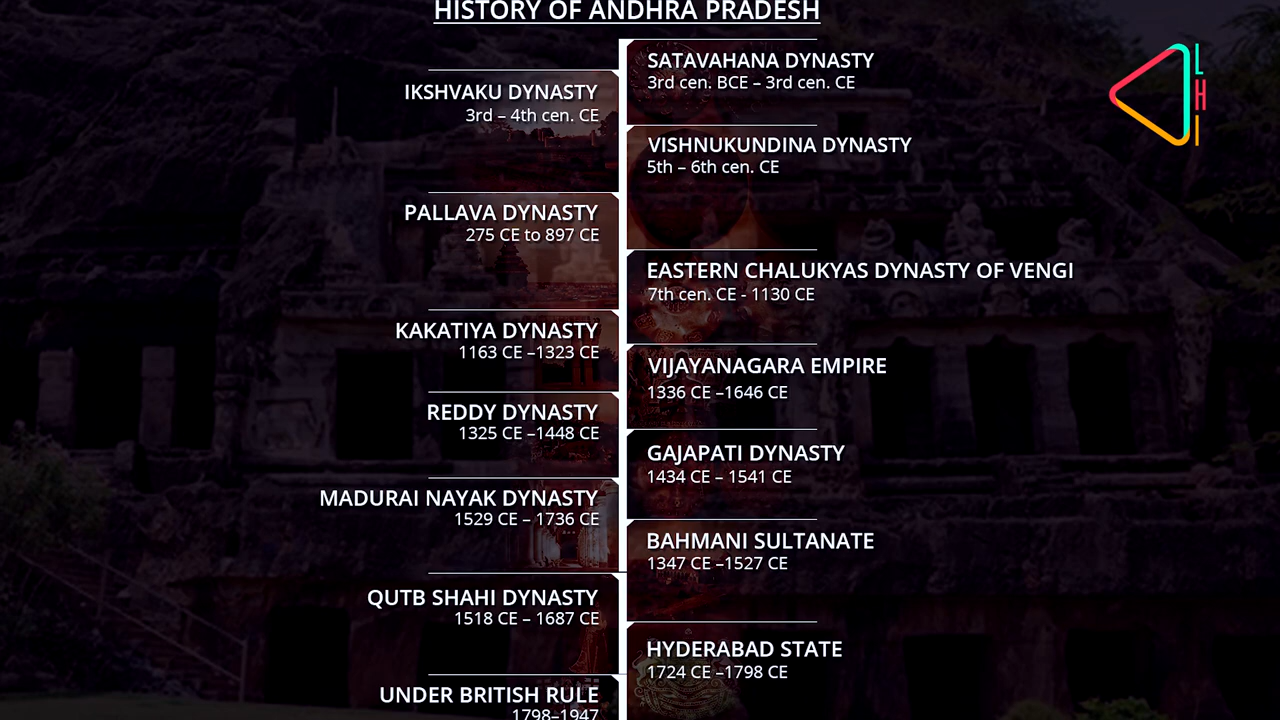 HISTORY OF ANDHRA PRADESH
SATAVAHANA DYNASTY
3rd cen. BCE – 3rd cen. CE
IKSHVAKU DYNASTY
3rd – 4th cen. CE
VISHNUKUNDINA DYNASTY
5th – 6th cen. CE
PALLAVA DYNASTY
275 CE to 897 CE
EASTERN CHALUKYAS DYNASTY OF VENGI
7th cen. CE - 1130 CE
KAKATIYA DYNASTY
1163 CE –1323 CE
VIJAYANAGARA EMPIRE
1336 CE –1646 CE
REDDY DYNASTY
1325 CE –1448 CE
GAJAPATI DYNASTY
1434 CE – 1541 CE
MADURAI NAYAK DYNASTY
1529 CE – 1736 CE
BAHMANI SULTANATE
1347 CE –1527 CE
QUTB SHAHI DYNASTY
1518 CE – 1687 CE
HYDERABAD STATE
1724 CE –1798 CE
UNDER BRITISH RULE
1798–1947
L
H
I